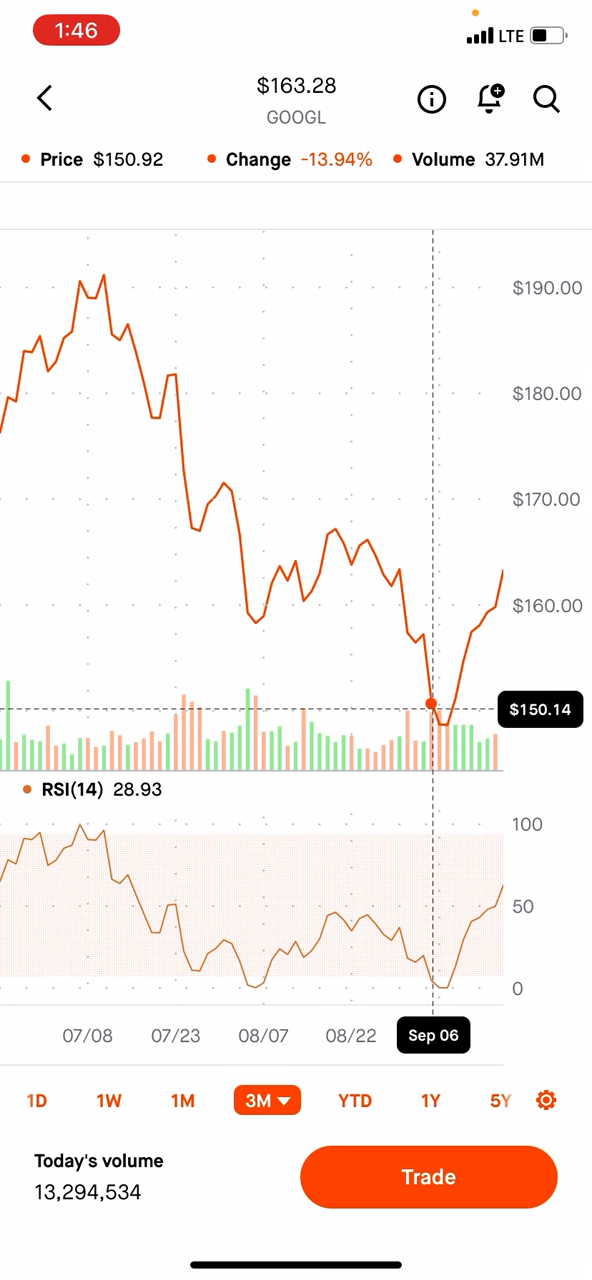 1:46 LTE
$163.28
GOOGL
Price $150.92 Change -13.94% Volume 37.91M
$190.00
$180.00
$170.00
$160.00
$150.14
RSI(14) 28.93
100
50
0
07/08 07/23 08/07 08/22 Sep 06
1D 1W 1M 3M YTD 1Y 5Y
Today's volume
13,294,534
Trade